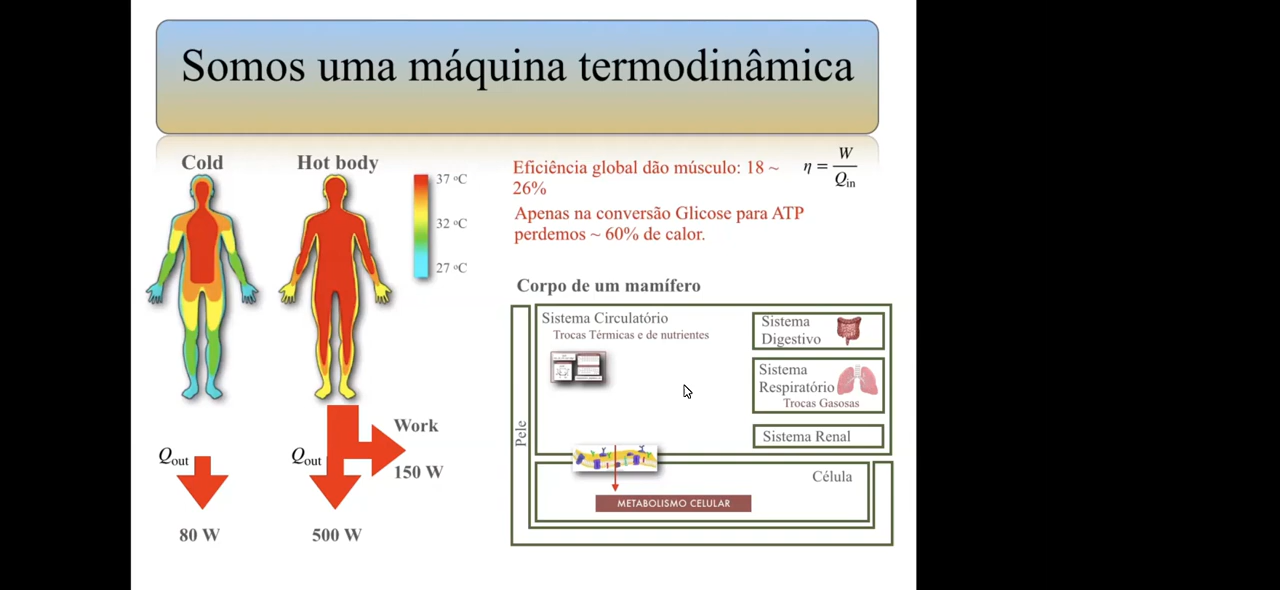 Somos uma máquina termodinâmica
Cold
Hot body
37 ºC
32 ºC
27 ºC
Work
150 W
Qout
Qout
80 W
500 W
Eficiência global dão músculo: 18 ~
26%
η = W / Qin
Apenas na conversão Glicose para ATP
perdemos ~ 60% de calor.
Corpo de um mamífero
Pele
Sistema Circulatório
Trocas Térmicas e de nutrientes
Sistema
Digestivo
Sistema
Respiratório
Trocas Gasosas
Sistema Renal
Célula
METABOLISMO CELULAR